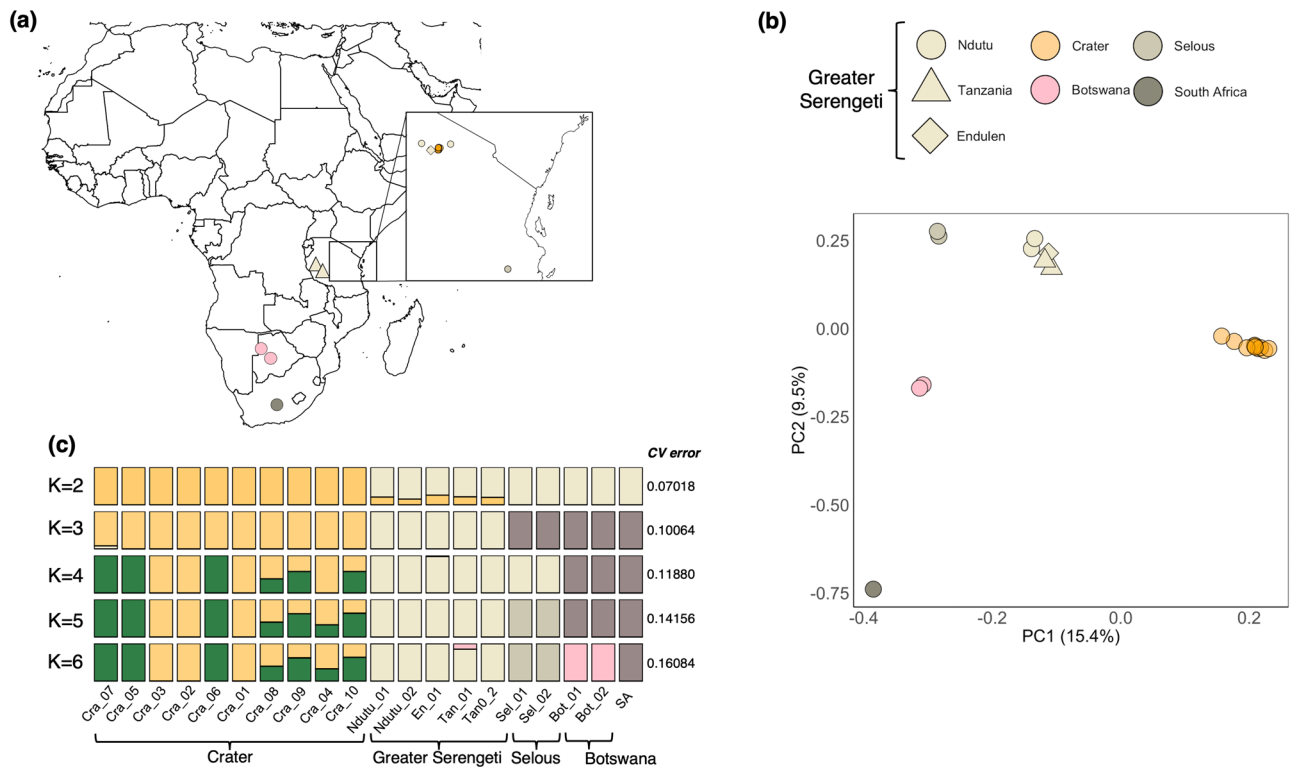 (a)
(b)
Greater
Serengeti
Ndutu
Crater
Selous
Tanzania
Botswana
South Africa
Endulen
0.25
0.00
-0.25
-0.50
-0.75
PC2 (9.5%)
-0.4
-0.2
0.0
0.2
PC1 (15.4%)
(c)
CV error
K=2
0.07018
K=3
0.10064
K=4
0.11880
K=5
0.14156
K=6
0.16084
Cra_07
Cra_05
Cra_03
Cra_02
Cra_06
Cra_01
Cra_08
Cra_09
Cra_04
Cra_10
Ndutu_01
Ndutu_02
En_01
Tan_01
Tan0_2
Sel_01
Sel_02
Bot_01
Bot_02
SA
Crater
Greater Serengeti
Selous
Botswana